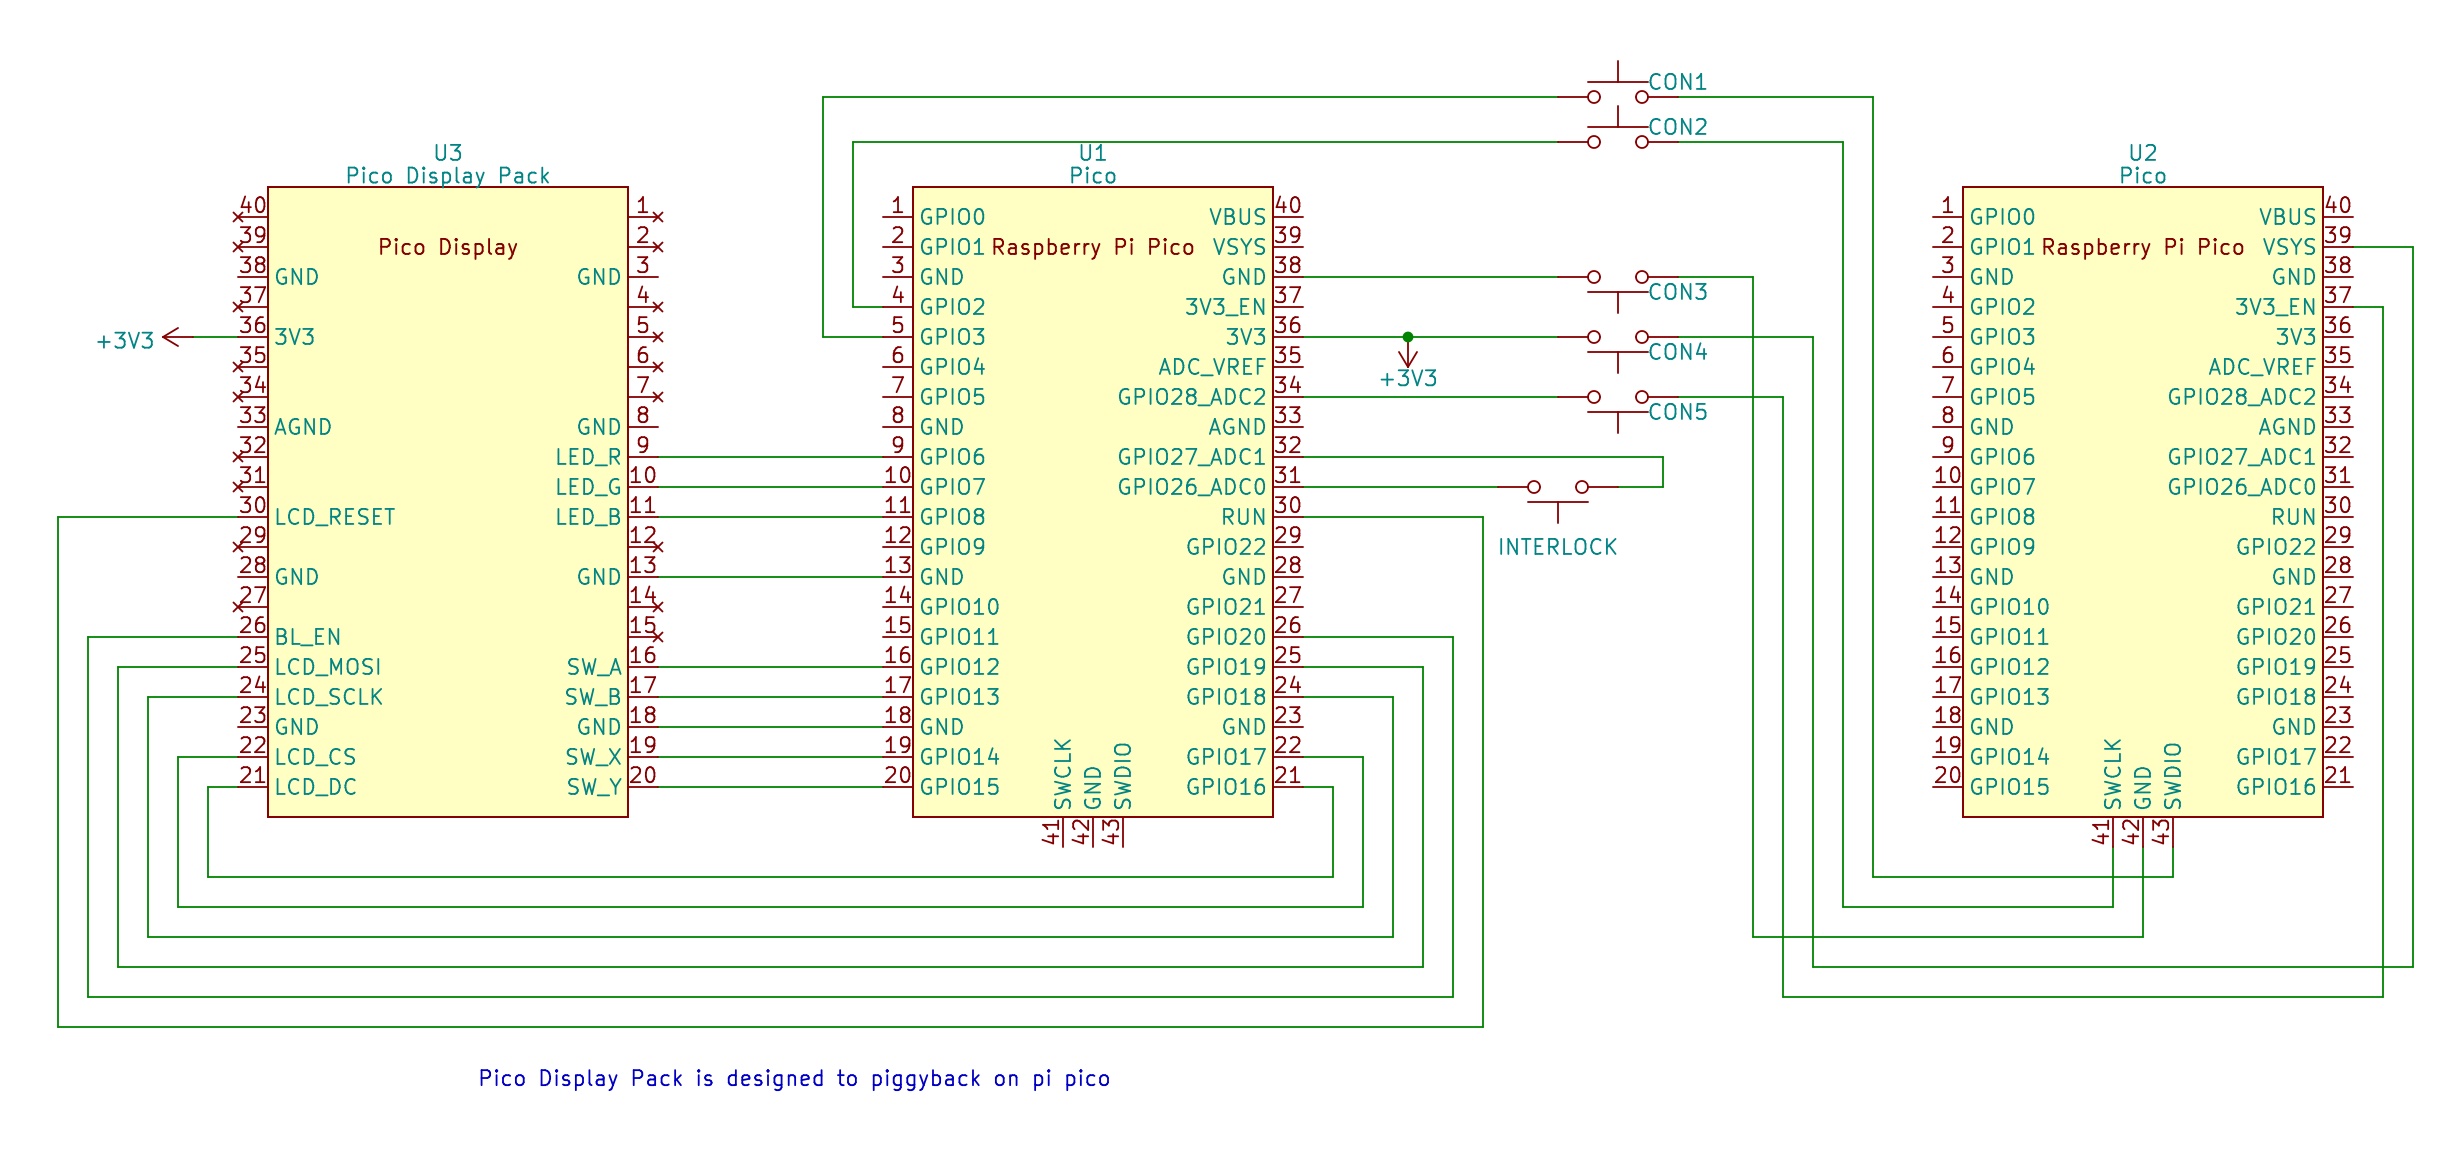 CON1
CON2
U3
Pico Display Pack
U1
Pico
U2
Pico
Pico Display
40
39
38 GND
37
36 3V3
35
34
33 AGND
32
31
30 LCD_RESET
29
28 GND
27
26 BL_EN
25 LCD_MOSI
24 LCD_SCLK
23 GND
22 LCD_CS
21 LCD_DC
1
2
GND 3
4
5
6
7
GND 8
LED_R 9
LED_G 10
LED_B 11
12
GND 13
14
15
SW_A 16
SW_B 17
GND 18
SW_X 19
SW_Y 20
+3V3
Raspberry Pi Pico
1 GPIO0
2 GPIO1
3 GND
4 GPIO2
5 GPIO3
6 GPIO4
7 GPIO5
8 GND
9 GPIO6
10 GPIO7
11 GPIO8
12 GPIO9
13 GND
14 GPIO10
15 GPIO11
16 GPIO12
17 GPIO13
18 GND
19 GPIO14
20 GPIO15
VBUS 40
VSYS 39
GND 38
3V3_EN 37
3V3 36
ADC_VREF 35
GPIO28_ADC2 34
AGND 33
GPIO27_ADC1 32
GPIO26_ADC0 31
RUN 30
GPIO22 29
GND 28
GPIO21 27
GPIO20 26
GPIO19 25
GPIO18 24
GND 23
GPIO17 22
GPIO16 21
41 SWCLK
42 GND
43 SWDIO
CON3
CON4
+3V3
CON5
INTERLOCK
Raspberry Pi Pico
1 GPIO0
2 GPIO1
3 GND
4 GPIO2
5 GPIO3
6 GPIO4
7 GPIO5
8 GND
9 GPIO6
10 GPIO7
11 GPIO8
12 GPIO9
13 GND
14 GPIO10
15 GPIO11
16 GPIO12
17 GPIO13
18 GND
19 GPIO14
20 GPIO15
VBUS 40
VSYS 39
GND 38
3V3_EN 37
3V3 36
ADC_VREF 35
GPIO28_ADC2 34
AGND 33
GPIO27_ADC1 32
GPIO26_ADC0 31
RUN 30
GPIO22 29
GND 28
GPIO21 27
GPIO20 26
GPIO19 25
GPIO18 24
GND 23
GPIO17 22
GPIO16 21
41 SWCLK
42 GND
43 SWDIO
Pico Display Pack is designed to piggyback on pi pico